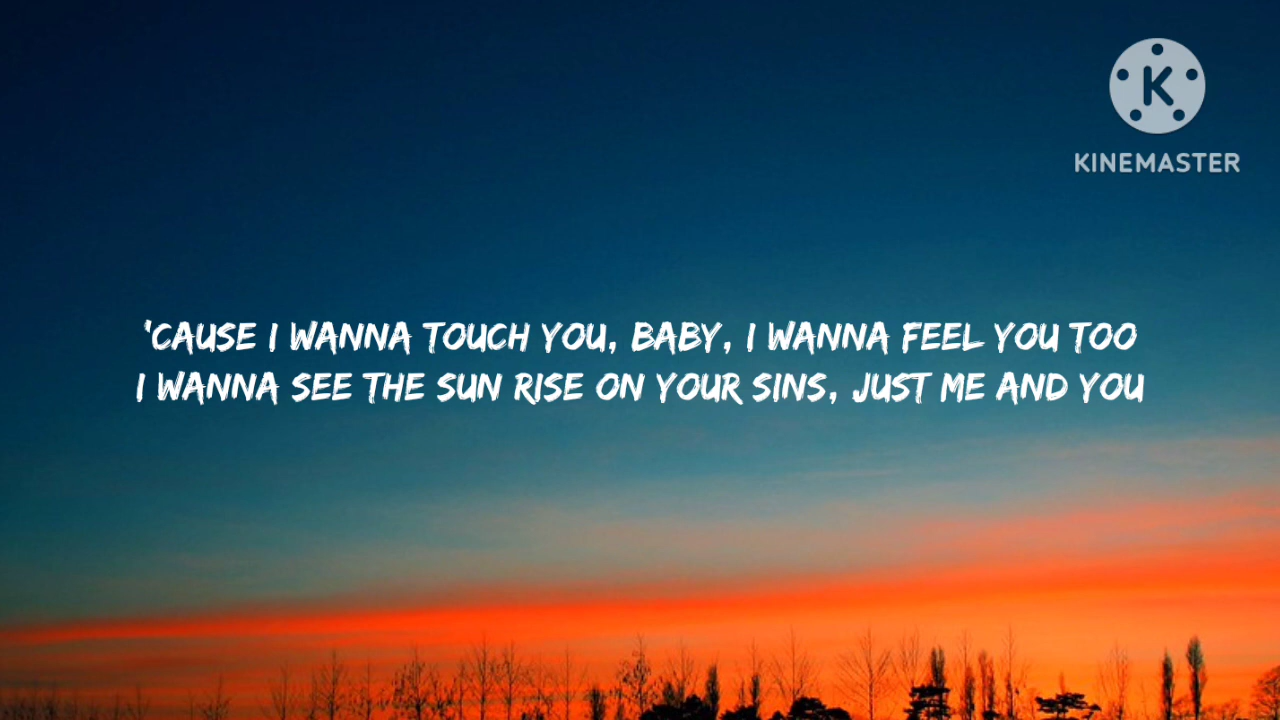 K
KINEMASTER
'CAUSE I WANNA TOUCH YOU, BABY, I WANNA FEEL YOU TOO
I WANNA SEE THE SUN RISE ON YOUR SINS, JUST ME AND YOU